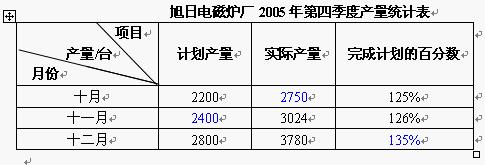 旭日电磁炉厂 2005 年第四季度产量统计表
项目
产量/台
月份
计划产量 实际产量 完成计划的百分数
十月 2200 2750 125%
十一月 2400 3024 126%
十二月 2800 3780 135%